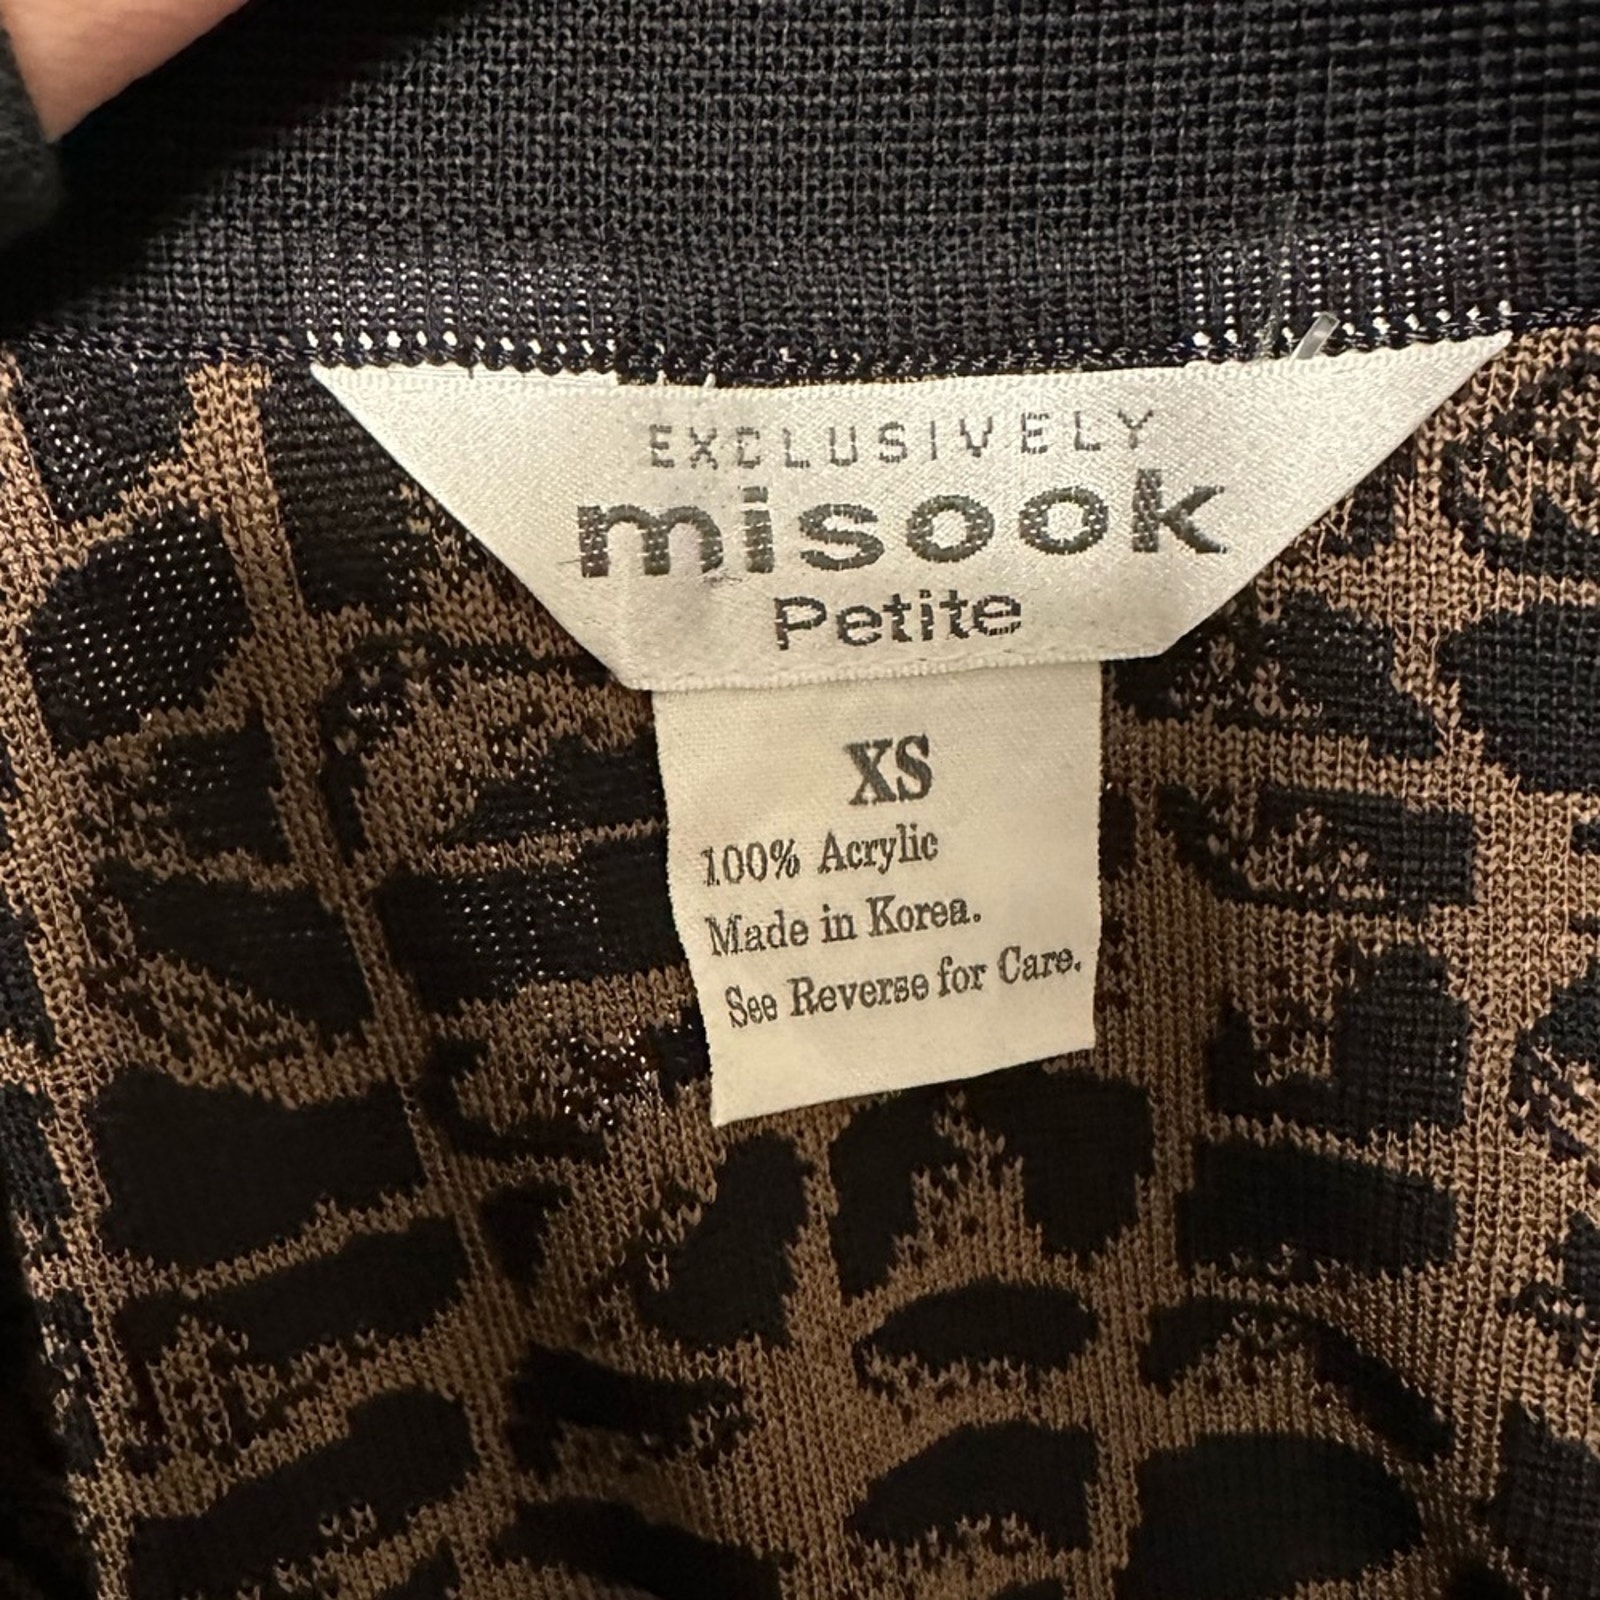 EXCLUSIVELY
misook
Petite
XS
100% Acrylic
Made in Korea.
See Reverse for Care.